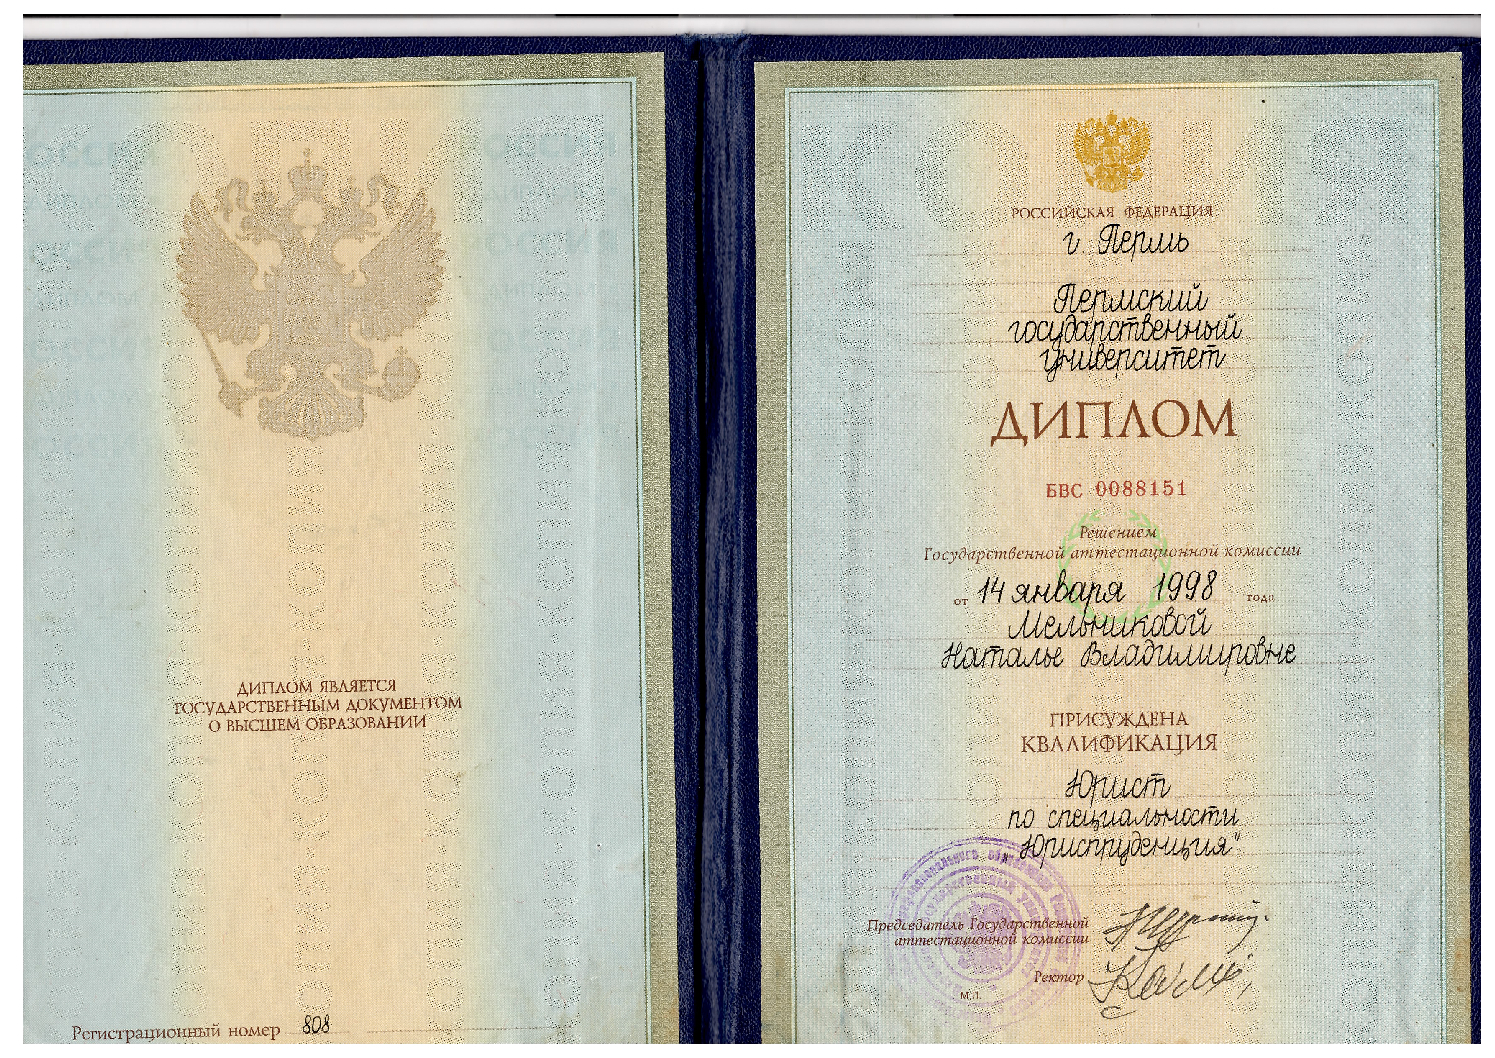 КОПИЯ
ДИПЛОМ ЯВЛЯЕТСЯ
ГОСУДАРСТВЕННЫМ ДОКУМЕНТОМ
О ВЫСШЕМ ОБРАЗОВАНИИ
Регистрационный номер 808
КОПИЯ
РОССИЙСКАЯ ФЕДЕРАЦИЯ
г. Пермь
Пермский
государственный
университет
ДИПЛОМ
БВС 0088151
Решением
Государственной аттестационной комиссии
от 14 января 1998 года
Мельниковой
Наталье Владимировне
ПРИСУЖДЕНА
КВАЛИФИКАЦИЯ
Юрист
по специальности
„Юриспруденция"
Председатель Государственной
аттестационной комиссии
Ректор
М.П.